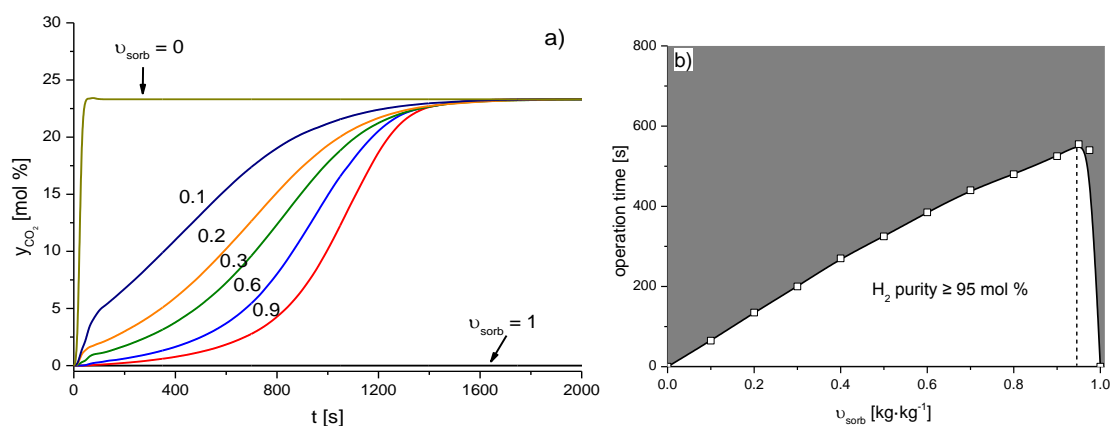 a)
υsorb = 0
30
25
20
15
10
5
0
yCO2 [mol %]
0.1
0.2
0.3
0.6
0.9
υsorb = 1
0 400 800 1200 1600 2000
t [s]
b)
800
600
400
200
0
operation time [s]
H2 purity ≥ 95 mol %
0.0 0.2 0.4 0.6 0.8 1.0
υsorb [kg·kg-1]